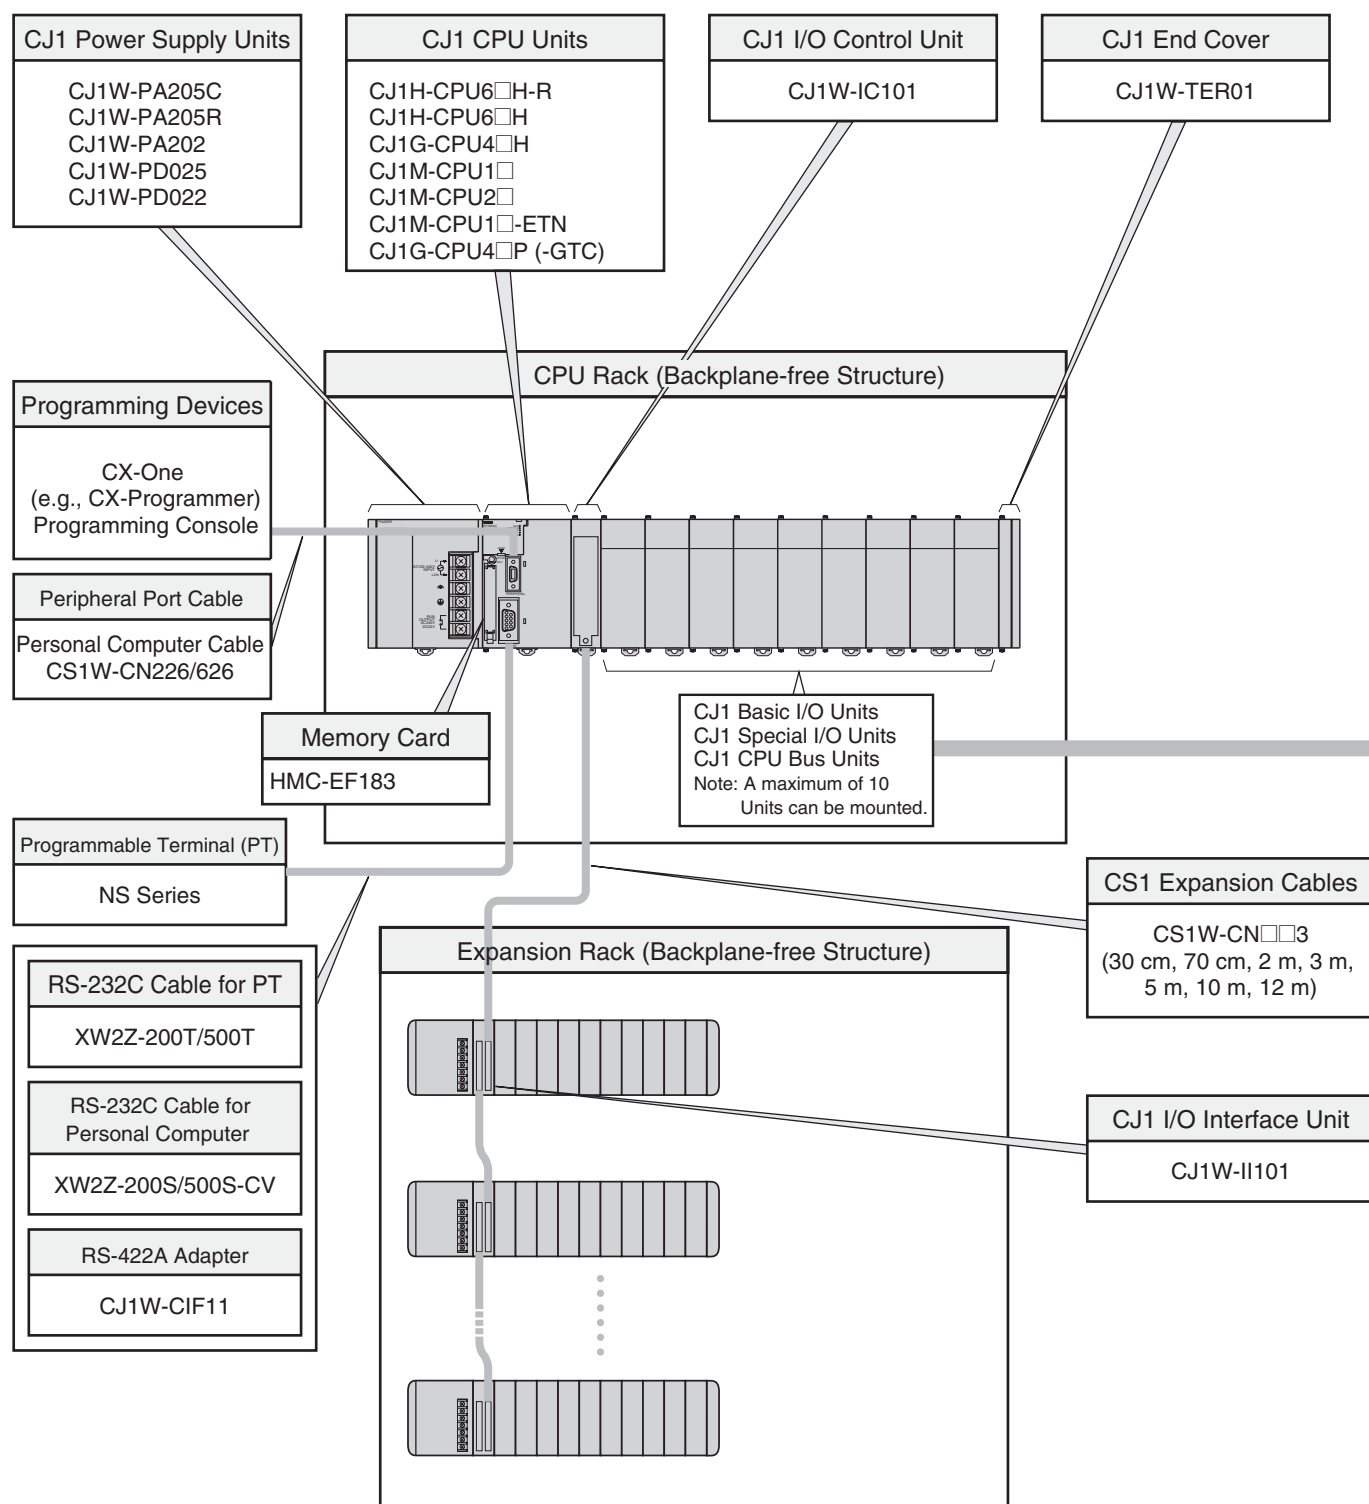 CJ1 Power Supply Units
CJ1W-PA205C
CJ1W-PA205R
CJ1W-PA202
CJ1W-PD025
CJ1W-PD022
CJ1 CPU Units
CJ1H-CPU6□H-R
CJ1H-CPU6□H
CJ1G-CPU4□H
CJ1M-CPU1□
CJ1M-CPU2□
CJ1M-CPU1□-ETN
CJ1G-CPU4□P (-GTC)
CJ1 I/O Control Unit
CJ1W-IC101
CJ1 End Cover
CJ1W-TER01
CPU Rack (Backplane-free Structure)
Programming Devices
CX-One
(e.g., CX-Programmer)
Programming Console
Peripheral Port Cable
Personal Computer Cable
CS1W-CN226/626
Memory Card
HMC-EF183
CJ1 Basic I/O Units
CJ1 Special I/O Units
CJ1 CPU Bus Units
Note: A maximum of 10
Units can be mounted.
Programmable Terminal (PT)
NS Series
CS1 Expansion Cables
CS1W-CN□□3
(30 cm, 70 cm, 2 m, 3 m,
5 m, 10 m, 12 m)
Expansion Rack (Backplane-free Structure)
RS-232C Cable for PT
XW2Z-200T/500T
RS-232C Cable for
Personal Computer
XW2Z-200S/500S-CV
RS-422A Adapter
CJ1W-CIF11
CJ1 I/O Interface Unit
CJ1W-II101